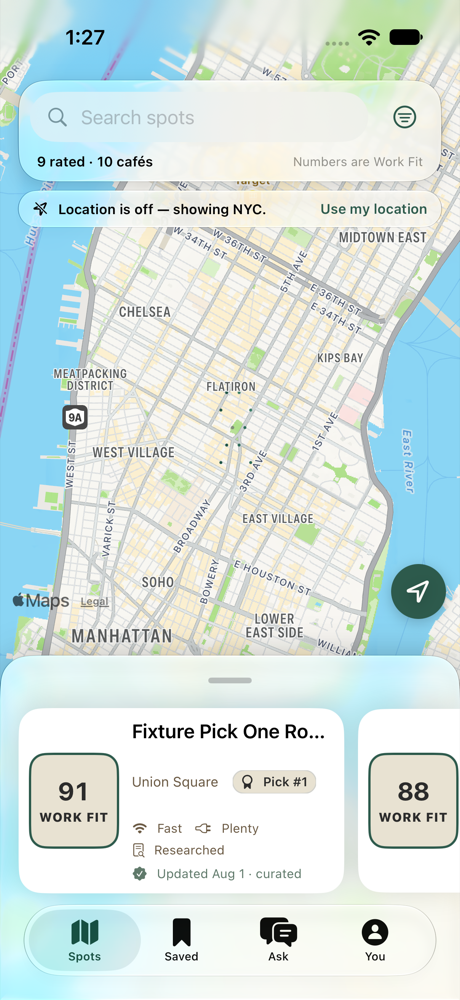 1:27
POR
W 57
Search spots
9 rated · 10 cafés
Numbers are Work Fit
Target
Location is off — showing NYC.
Use my location
W 34TH ST
W 36TH ST
5TH AVE
MIDTOWN EAST
E 36TH ST
E 34TH ST
CHELSEA
KIPS BAY
MEATPACKING
DISTRICT
FLATIRON
9A
1ST AVE
WEST ST
WEST VILLAGE
East River
3RD AVE
VARICK ST
BROADWAY
EAST VILLAGE
E HOUSTON ST
SOHO
BOWERY
Maps
Legal
LOWER
EAST SIDE
MANHATTAN
WILLIA
Fixture Pick One Ro...
91
WORK FIT
Union Square
Pick #1
88
WORK FIT
Fast
Plenty
Researched
Updated Aug 1 · curated
Spots
Saved
Ask
You